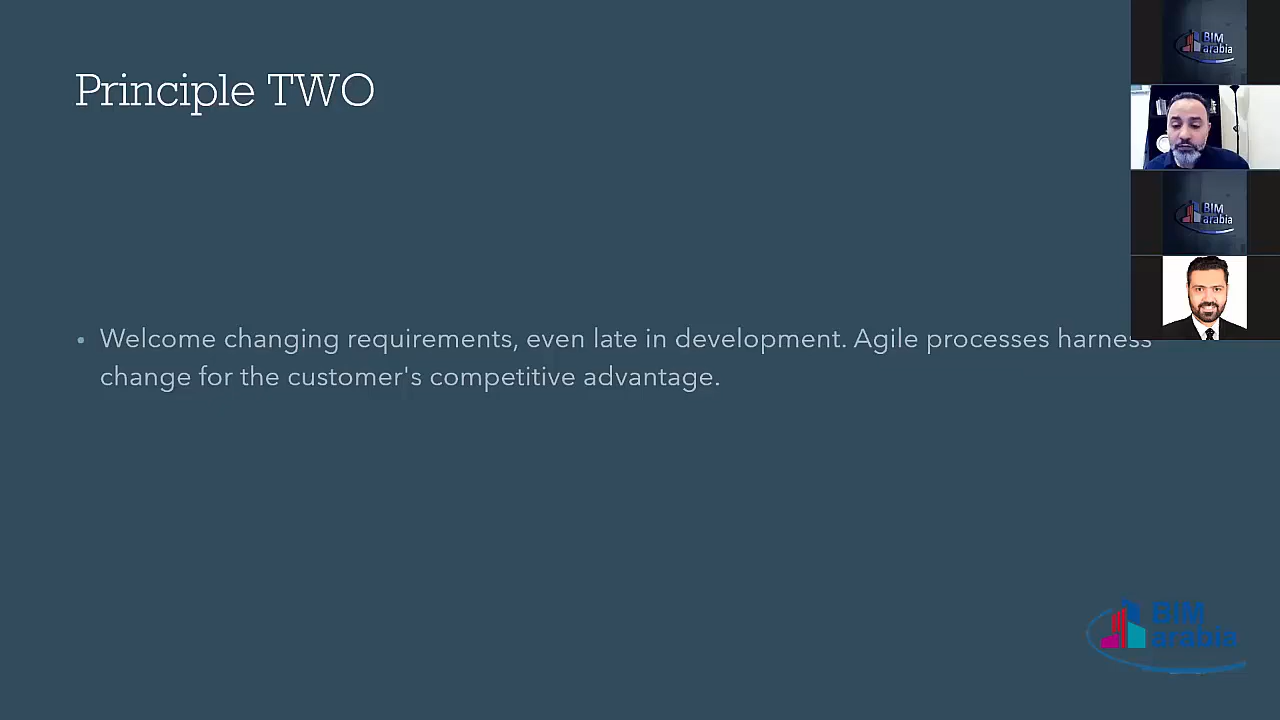 Principle TWO
• Welcome changing requirements, even late in development. Agile processes harness
change for the customer's competitive advantage.
BIM
arabia
BIM
arabia
BIM
arabia